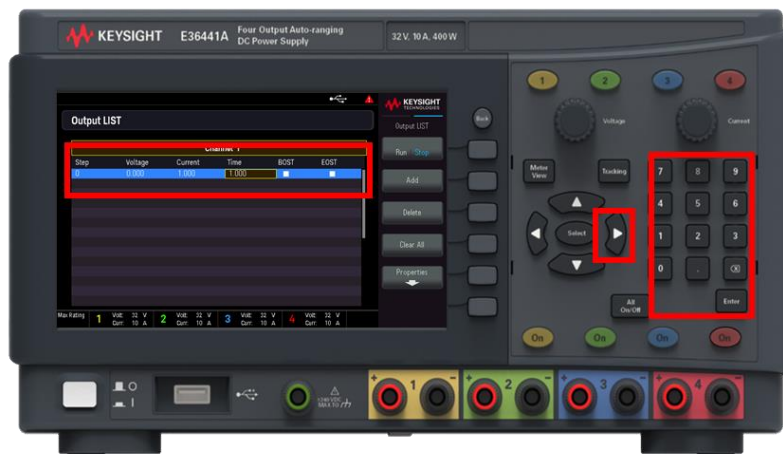 KEYSIGHT E36441A Four Output Auto-ranging DC Power Supply 32 V, 10 A, 400 W
Output LIST
KEYSIGHT
TECHNOLOGIES
Output LIST
Channel 1
Step Voltage Current Time BOST EOST
0 0.000 1.000 1.000
Run Stop
Add
Delete
Clear All
Properties
Max Rating 1 Volt: 32 V 2 Volt: 32 V 3 Volt: 32 V 4 Volt: 32 V
Curr: 10 A Curr: 10 A Curr: 10 A Curr: 10 A
Back
1 2 3 4
Voltage Current
Meter View
Tracking
Select
7 8 9
4 5 6
1 2 3
0 .
Enter
All On/Off
On On On On
+ 1 − + 2 − + 3 − + 4 −